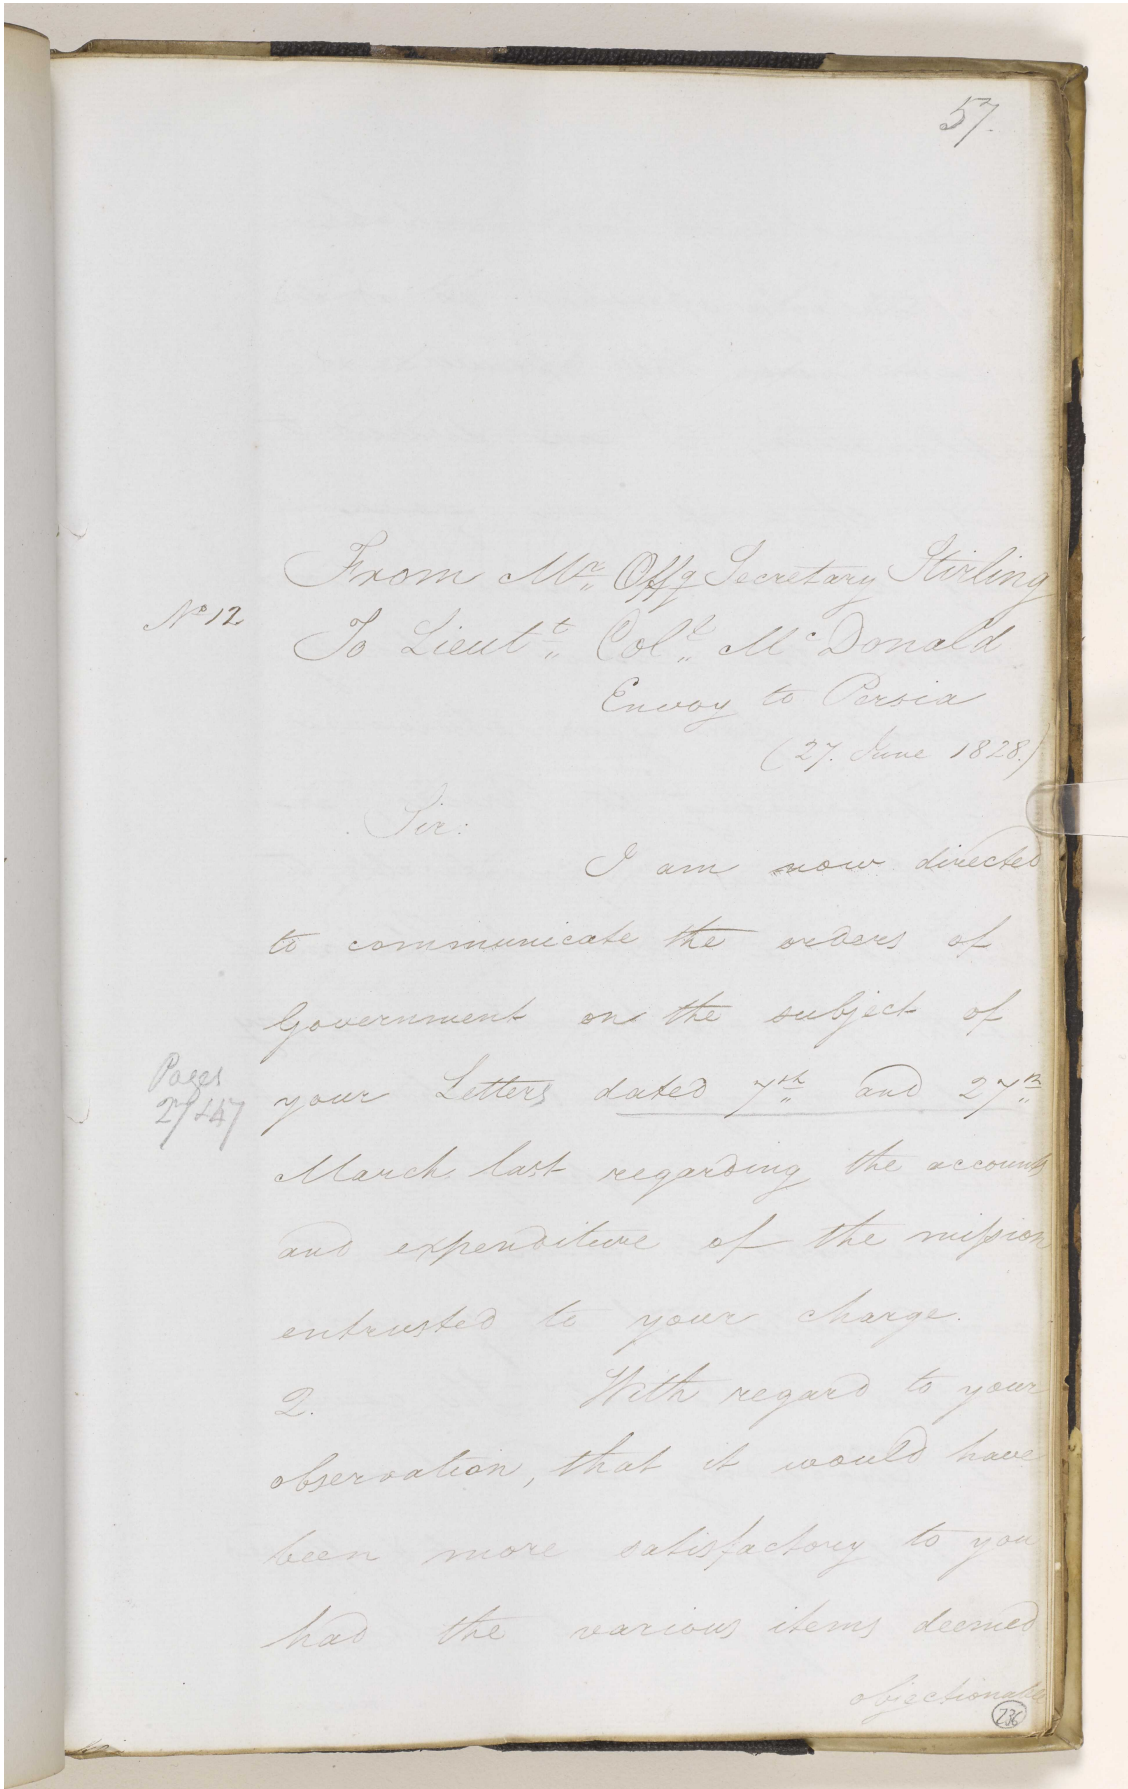 57.
From Mr. Offg Secretary Stirling
No 12
To Lieutt. Coll. McDonald
Envoy to Persia
(27. June 1828.)
Sir:
I am now directed
to communicate the orders of
Government on the subject of
Pages
27 & 47
your Letters dated 7th and 27th
March last regarding the accounts
and expenditure of the mission
entrusted to your charge.
2. With regard to your
observation, that it would have
been more satisfactory to you
had the various items deemed
objectionable
236